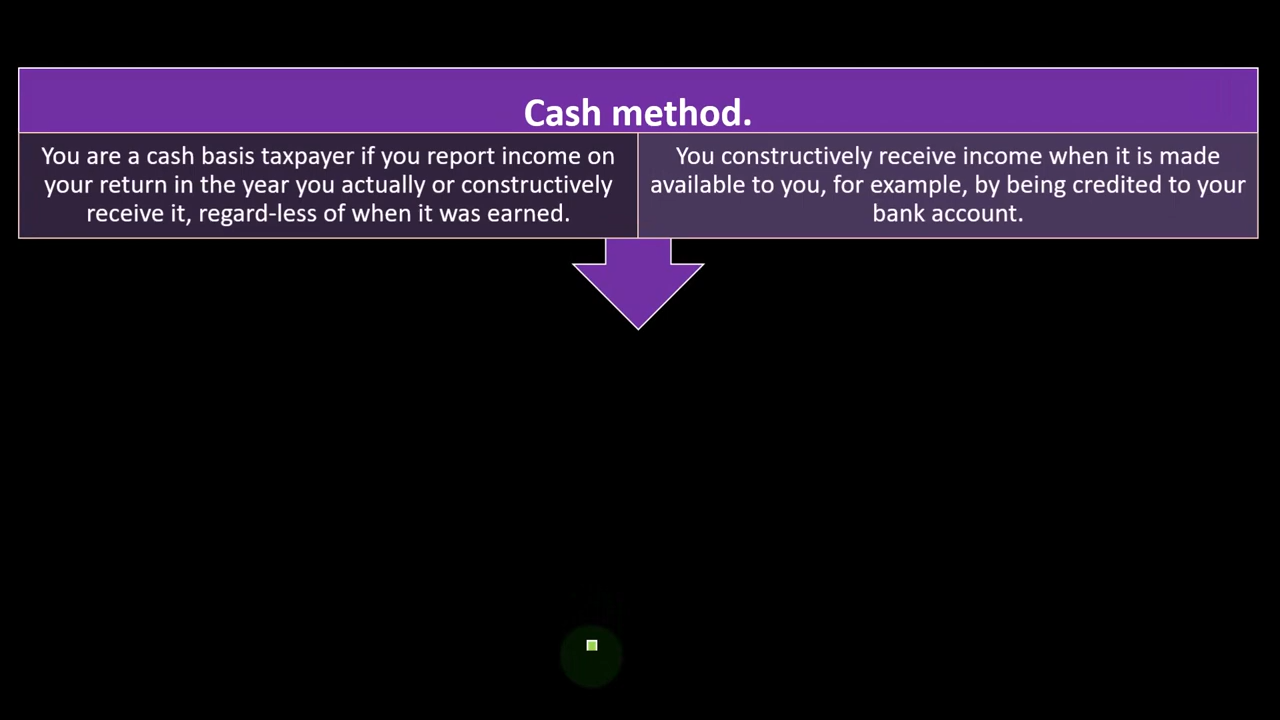 Cash method.
You are a cash basis taxpayer if you report income on
your return in the year you actually or constructively
receive it, regard-less of when it was earned.
You constructively receive income when it is made
available to you, for example, by being credited to your
bank account.